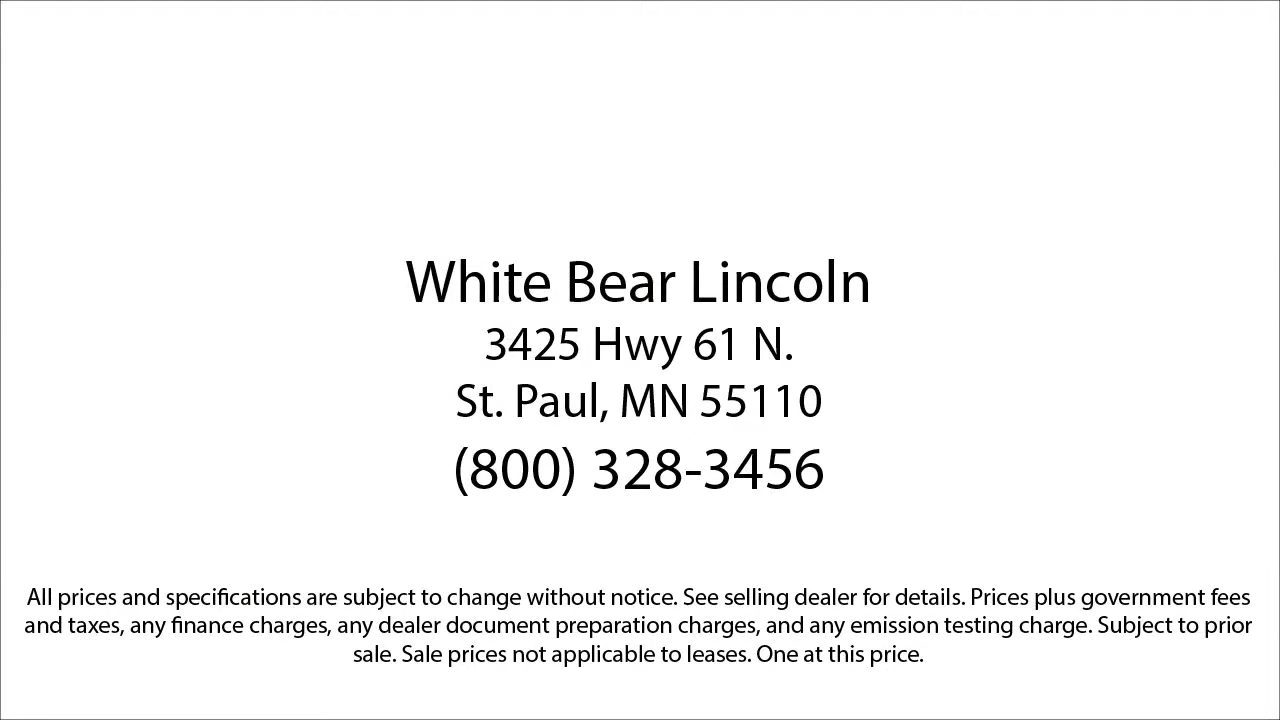 White Bear Lincoln
3425 Hwy 61 N.
St. Paul, MN 55110
(800) 328-3456
All prices and specifications are subject to change without notice. See selling dealer for details. Prices plus government fees
and taxes, any finance charges, any dealer document preparation charges, and any emission testing charge. Subject to prior
sale. Sale prices not applicable to leases. One at this price.